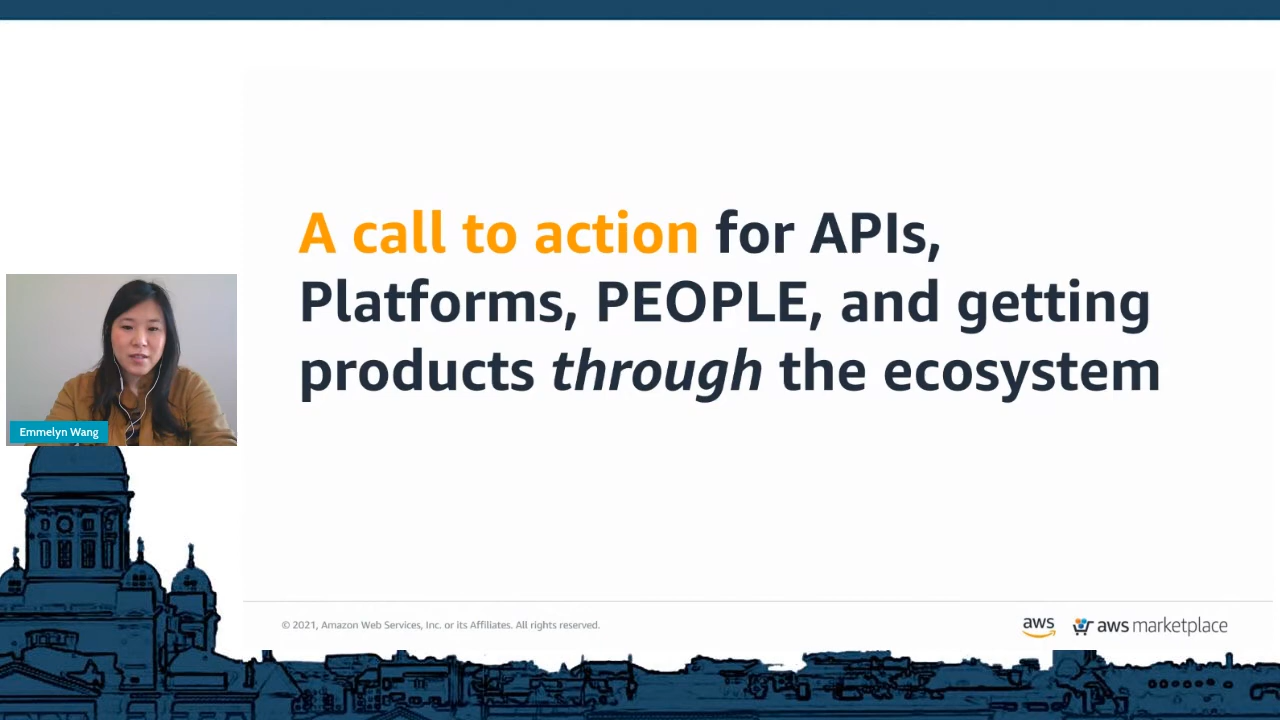 A call to action for APIs,
Platforms, PEOPLE, and getting
products through the ecosystem
Emmelyn Wang
© 2021, Amazon Web Services, Inc. or its Affiliates. All rights reserved.
aws
aws marketplace